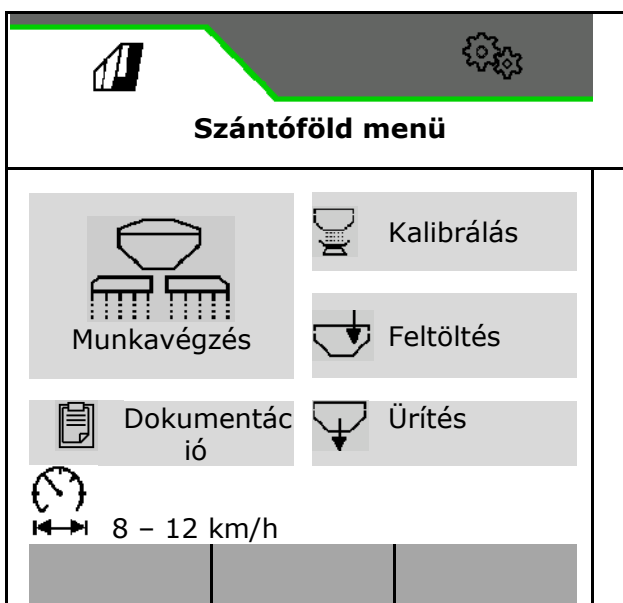 Szántóföld menü
Munkavégzés
Kalibrálás
Feltöltés
Dokumentác
ió
Ürítés
8 – 12 km/h